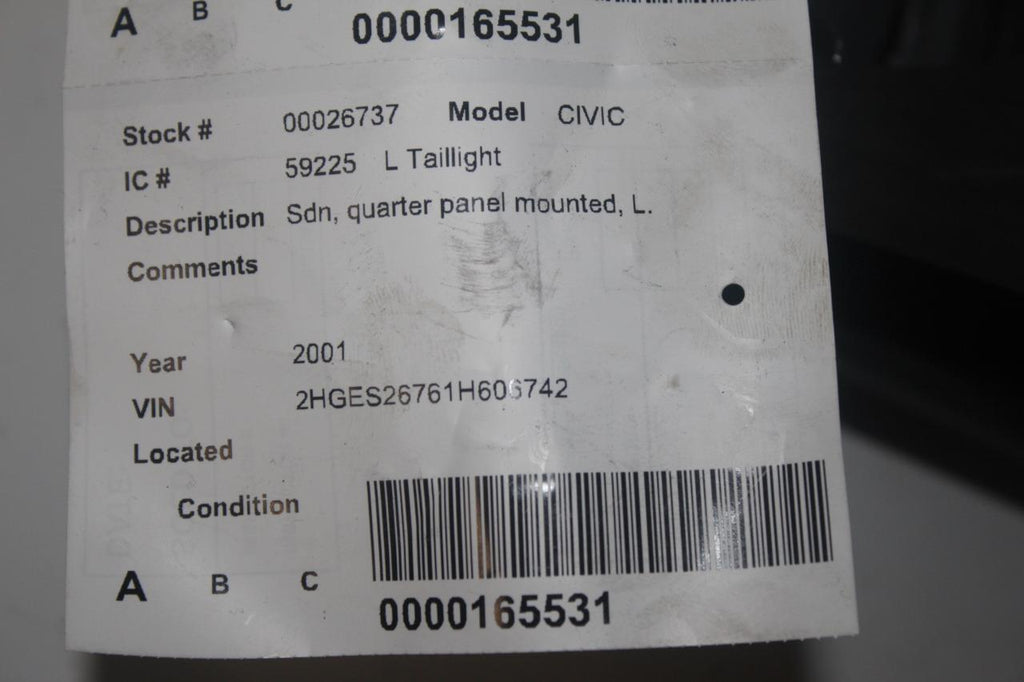 A B C
0000165531
Stock # 00026737 Model CIVIC
IC # 59225 L Taillight
Description Sdn, quarter panel mounted, L.
Comments
Year 2001
VIN 2HGES26761H606742
Located
Condition
A B C
0000165531